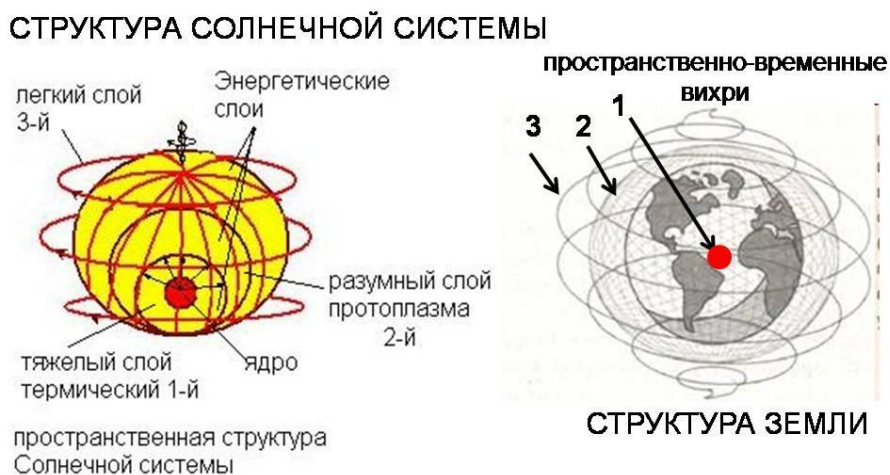 СТРУКТУРА СОЛНЕЧНОЙ СИСТЕМЫ
легкий слой
3-й
Энергетические
слои
разумный слой
протоплазма
2-й
тяжелый слой
термический 1-й
ядро
пространственная структура
Солнечной системы
пространственно-временные
вихри
3
2
1
СТРУКТУРА ЗЕМЛИ